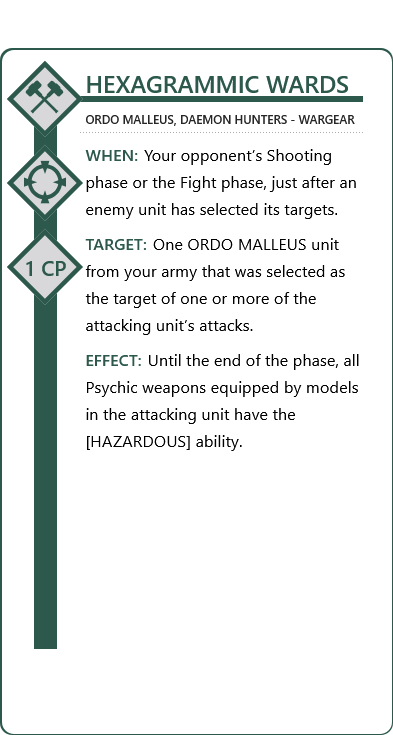 HEXAGRAMMIC WARDS
ORDO MALLEUS, DAEMON HUNTERS - WARGEAR
WHEN: Your opponent's Shooting
phase or the Fight phase, just after an
enemy unit has selected its targets.
TARGET: One ORDO MALLEUS unit
1 CP
from your army that was selected as
the target of one or more of the
attacking unit's attacks.
EFFECT: Until the end of the phase, all
Psychic weapons equipped by models
in the attacking unit have the
[HAZARDOUS] ability.